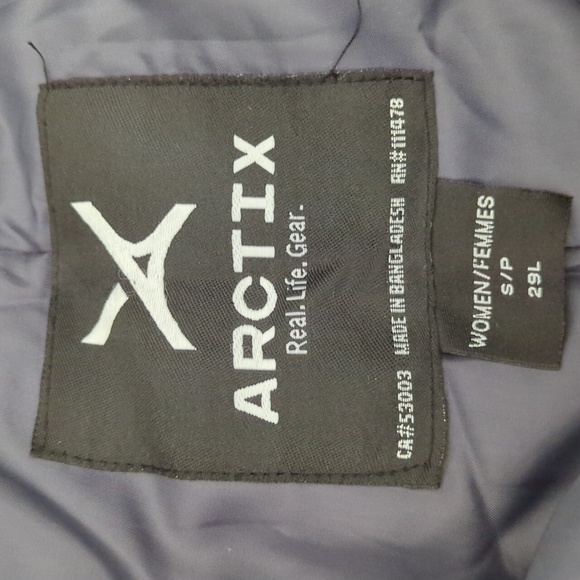 ARCTIX
Real. Life. Gear.
CA#53003 MADE IN BANGLADESH RN#111478
WOMEN/FEMMES
S/P
29L